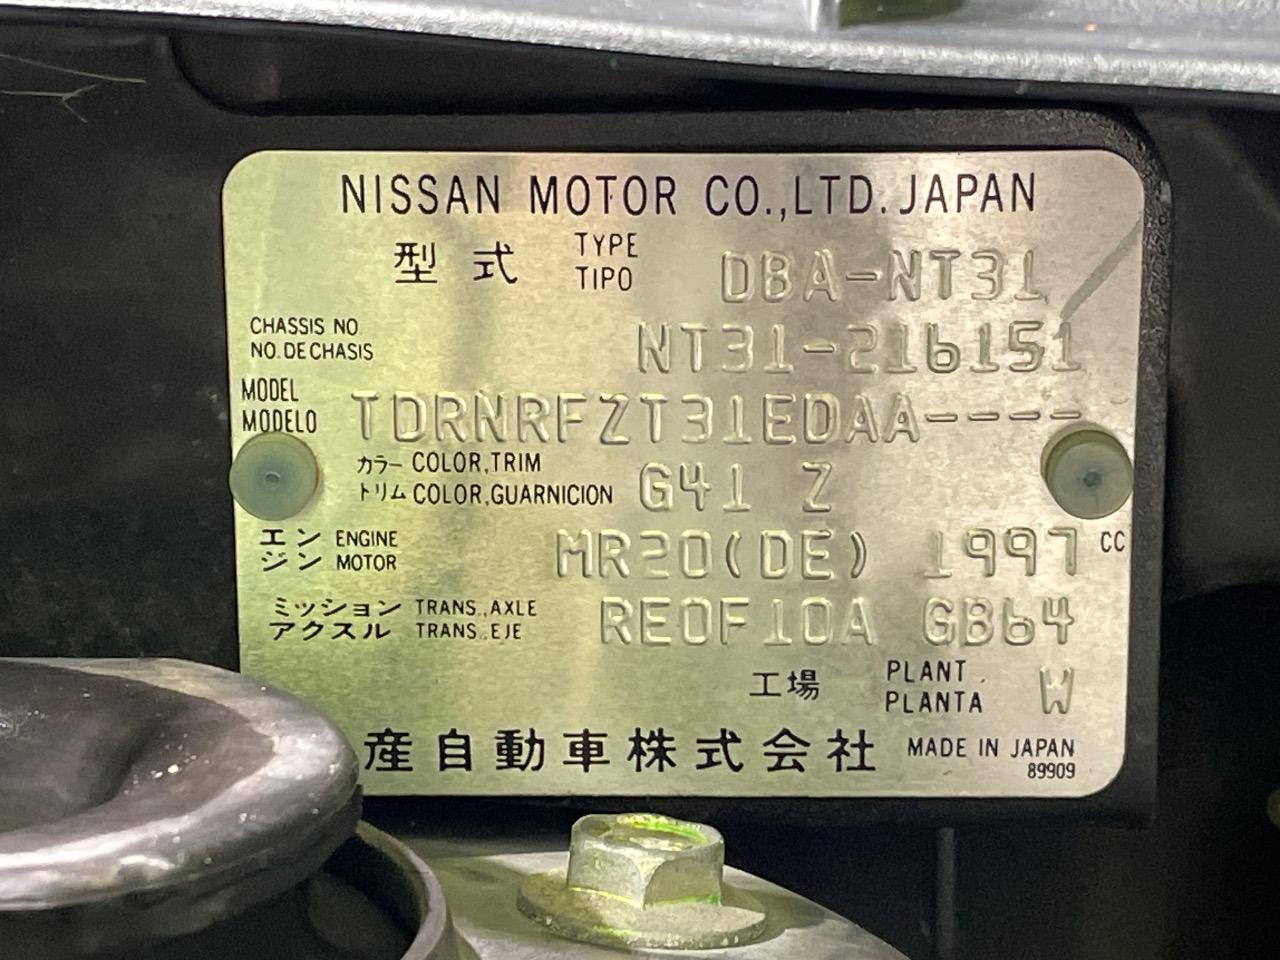 NISSAN MOTOR CO.,LTD. JAPAN
型式 TYPE TIPO DBA-NT31
CHASSIS NO. NO. DE CHASIS NT31-216151
MODEL MODELO TDRNRFZT31EDAA----
カラー COLOR,TRIM
トリム COLOR,GUARNICION G41 Z
エンジン ENGINE MOTOR MR20(DE) 1997 CC
ミッション TRANS.,AXLE
アクスル TRANS.,EJE RE0F10A GB64
工場 PLANT PLANTA W
産自動車株式会社 MADE IN JAPAN
89909